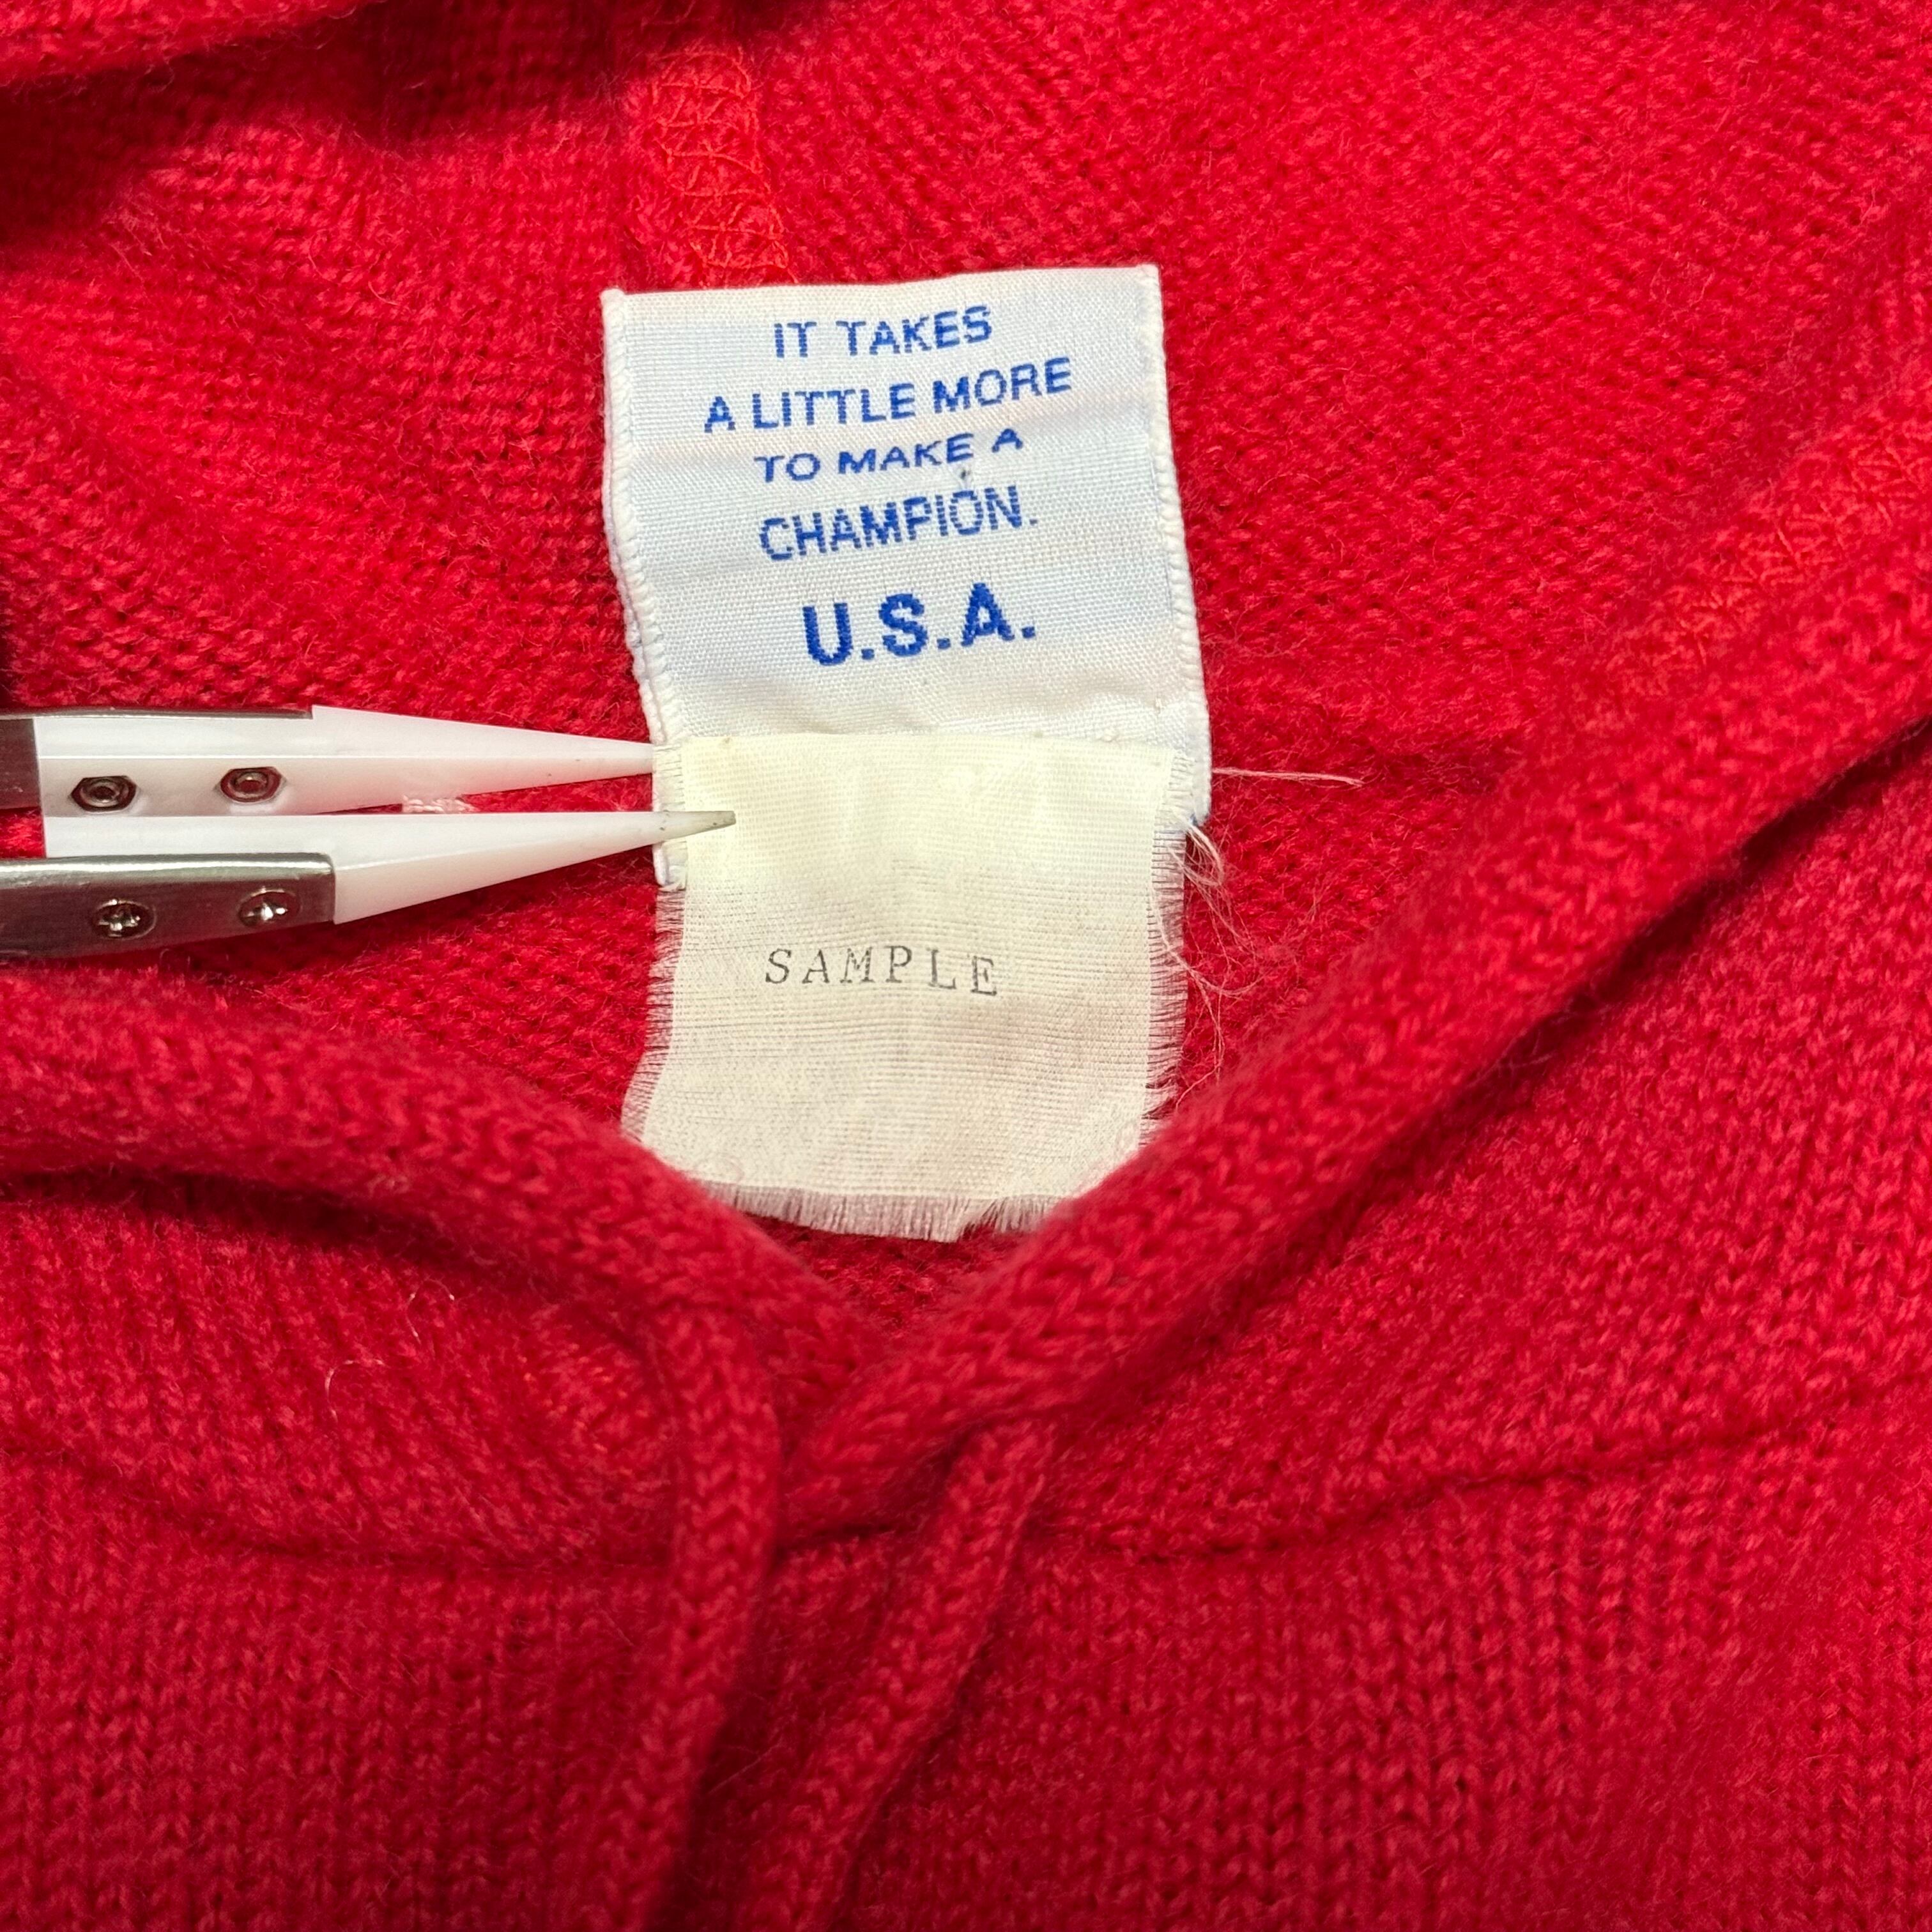 IT TAKES
A LITTLE MORE
TO MAKE A
CHAMPION.
U.S.A.
SAMPLE